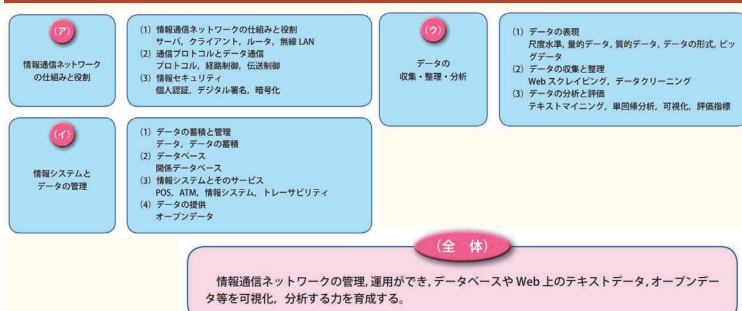 (ア)
情報通信ネットワーク
の仕組みと役割
(1) 情報通信ネットワークの仕組みと役割
サーバ, クライアント, ルータ, 無線 LAN
(2) 通信プロトコルとデータ通信
プロトコル, 経路制御, 伝送制御
(3) 情報セキュリティ
個人認証, デジタル署名, 暗号化
(イ)
情報システムと
データの管理
(1) データの蓄積と管理
データ, データの蓄積
(2) データベース
関係データベース
(3) 情報システムとそのサービス
POS, ATM, 情報システム, トレーサビリティ
(4) データの提供
オープンデータ
(ウ)
データの
収集・整理・分析
(1) データの表現
尺度水準, 量的データ, 質的データ, データの形式, ビッ
グデータ
(2) データの収集と整理
Web スクレイピング, データクリーニング
(3) データの分析と評価
テキストマイニング, 単回帰分析, 可視化, 評価指標
(全 体)
情報通信ネットワークの管理, 運用ができ, データベースや Web 上のテキストデータ, オープンデー
タ等を可視化, 分析する力を育成する。